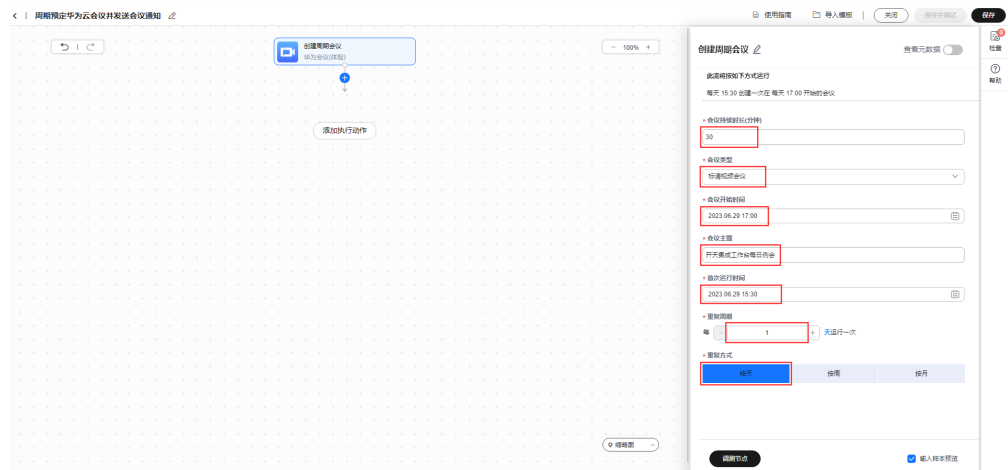 周期预定华为云会议并发送会议通知
使用指南
导入模板
关闭
保存并测试
保存
创建周期会议
华为会议(体验)
- 100% +
添加执行动作
创建周期会议
查看元数据
检查
帮助
此流将按如下方式运行
每天 15:30 创建一次在 每天 17:00 开始的会议
* 会议持续时长(分钟)
30
* 会议类型
标清视频会议
* 会议开始时间
2023.06.29 17:00
* 会议主题
开天集成工作台每日例会
* 首次运行时间
2023.06.29 15:30
* 重复周期
每 - 1 + 天运行一次
* 重复方式
按天
按周
按月
缩略图
调测节点
输入样本预览